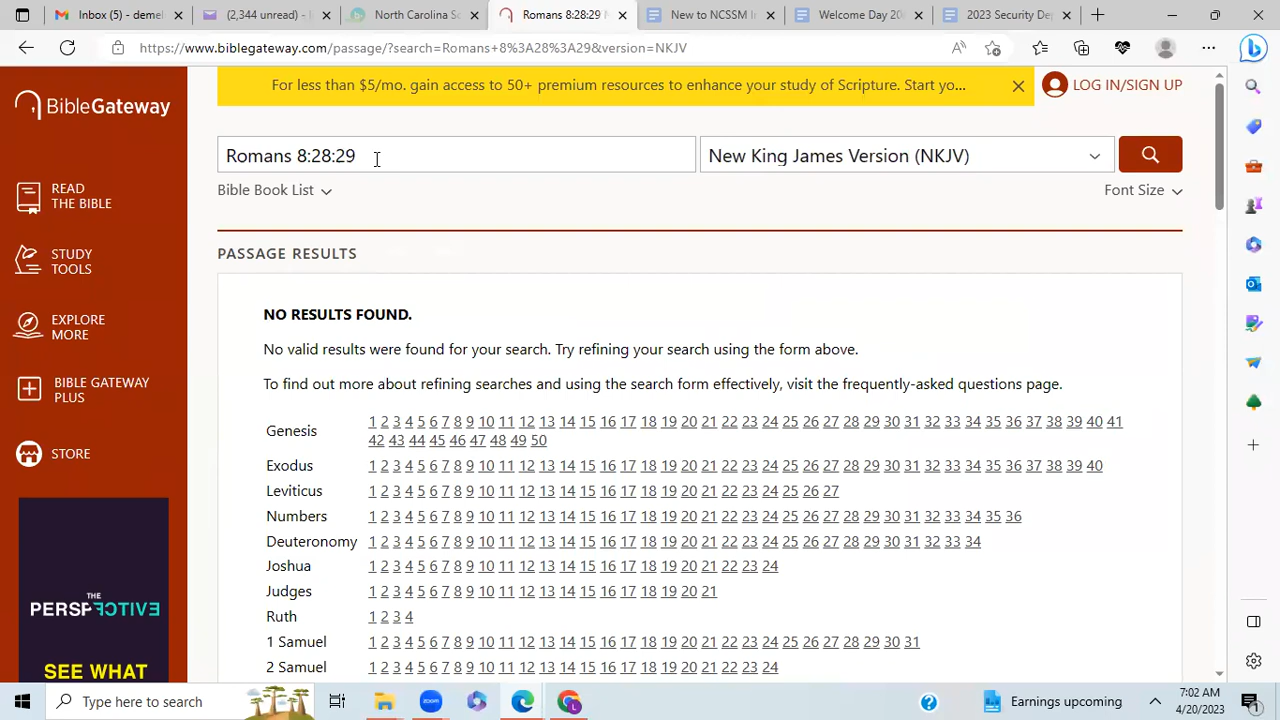 (2,344 unread) -
North Carolina Sc
Romans 8:28:29 N
New to NCSSM In
Welcome Day 20
2023 Security De
https://www.biblegateway.com/passage/?search=Romans+8%3A28%3A29&version=NKJV
BibleGateway
For less than $5/mo. gain access to 50+ premium resources to enhance your study of Scripture. Start yo...
LOG IN/SIGN UP
Romans 8:28:29
New King James Version (NKJV)
Bible Book List
Font Size
READ
THE BIBLE
STUDY
TOOLS
EXPLORE
MORE
BIBLE GATEWAY
PLUS
STORE
THE
PERSPECTIVE
SEE WHAT
PASSAGE RESULTS
NO RESULTS FOUND.
No valid results were found for your search. Try refining your search using the form above.
To find out more about refining searches and using the search form effectively, visit the frequently-asked questions page.
Genesis 1 2 3 4 5 6 7 8 9 10 11 12 13 14 15 16 17 18 19 20 21 22 23 24 25 26 27 28 29 30 31 32 33 34 35 36 37 38 39 40 41
42 43 44 45 46 47 48 49 50
Exodus 1 2 3 4 5 6 7 8 9 10 11 12 13 14 15 16 17 18 19 20 21 22 23 24 25 26 27 28 29 30 31 32 33 34 35 36 37 38 39 40
Leviticus 1 2 3 4 5 6 7 8 9 10 11 12 13 14 15 16 17 18 19 20 21 22 23 24 25 26 27
Numbers 1 2 3 4 5 6 7 8 9 10 11 12 13 14 15 16 17 18 19 20 21 22 23 24 25 26 27 28 29 30 31 32 33 34 35 36
Deuteronomy 1 2 3 4 5 6 7 8 9 10 11 12 13 14 15 16 17 18 19 20 21 22 23 24 25 26 27 28 29 30 31 32 33 34
Joshua 1 2 3 4 5 6 7 8 9 10 11 12 13 14 15 16 17 18 19 20 21 22 23 24
Judges 1 2 3 4 5 6 7 8 9 10 11 12 13 14 15 16 17 18 19 20 21
Ruth 1 2 3 4
1 Samuel 1 2 3 4 5 6 7 8 9 10 11 12 13 14 15 16 17 18 19 20 21 22 23 24 25 26 27 28 29 30 31
2 Samuel 1 2 3 4 5 6 7 8 9 10 11 12 13 14 15 16 17 18 19 20 21 22 23 24
Type here to search
zoom
Earnings upcoming
7:02 AM
4/20/2023
1